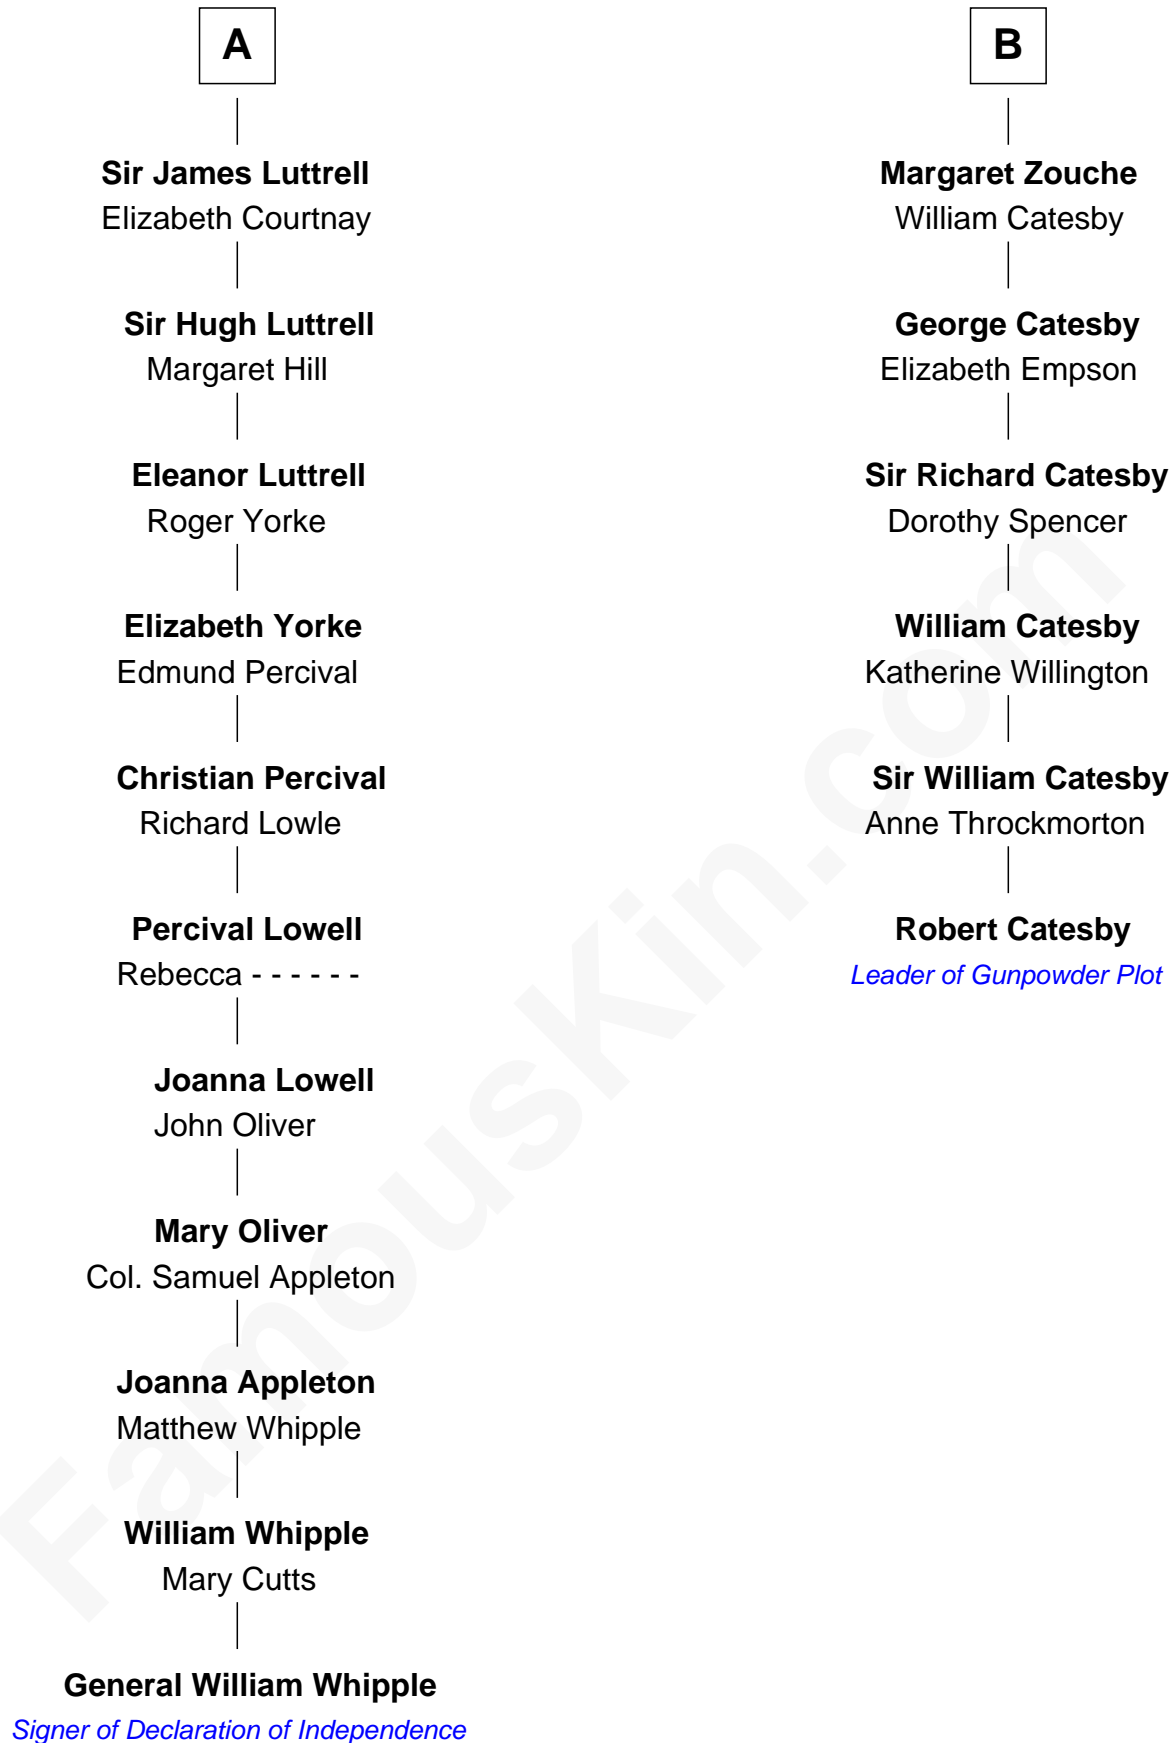 A
Sir James Luttrell
Elizabeth Courtnay
Sir Hugh Luttrell
Margaret Hill
Eleanor Luttrell
Roger Yorke
Elizabeth Yorke
Edmund Percival
Christian Percival
Richard Lowle
Percival Lowell
Rebecca - - - - - -
Joanna Lowell
John Oliver
Mary Oliver
Col. Samuel Appleton
Joanna Appleton
Matthew Whipple
William Whipple
Mary Cutts
General William Whipple
Signer of Declaration of Independence
B
Margaret Zouche
William Catesby
George Catesby
Elizabeth Empson
Sir Richard Catesby
Dorothy Spencer
William Catesby
Katherine Willington
Sir William Catesby
Anne Throckmorton
Robert Catesby
Leader of Gunpowder Plot
FamousKin.com